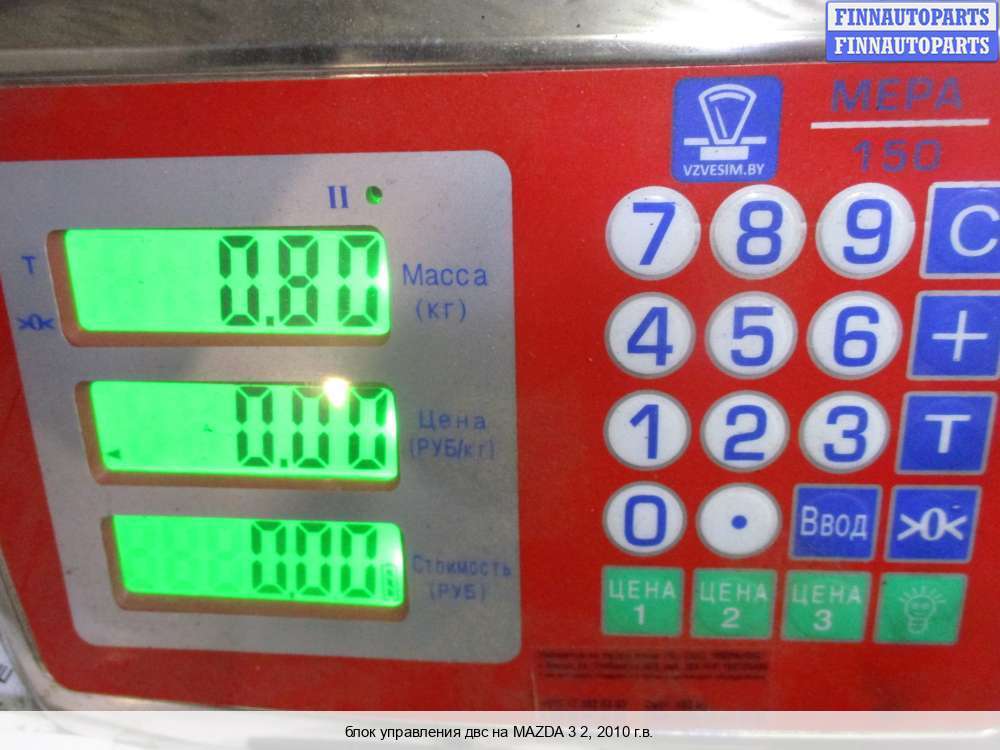 FINNAUTOPARTS
FINNAUTOPARTS
МЕРА
150
VZVESIM.BY
II
T
>0<
0.80
Масса
(кг)
0.00
Цена
(РУБ/кг)
0.00
Стоимость
(РУБ)
7 8 9 C
4 5 6 +
1 2 3 T
0 . Ввод >0<
ЦЕНА 1 ЦЕНА 2 ЦЕНА 3
блок управления двс на MAZDA 3 2, 2010 г.в.